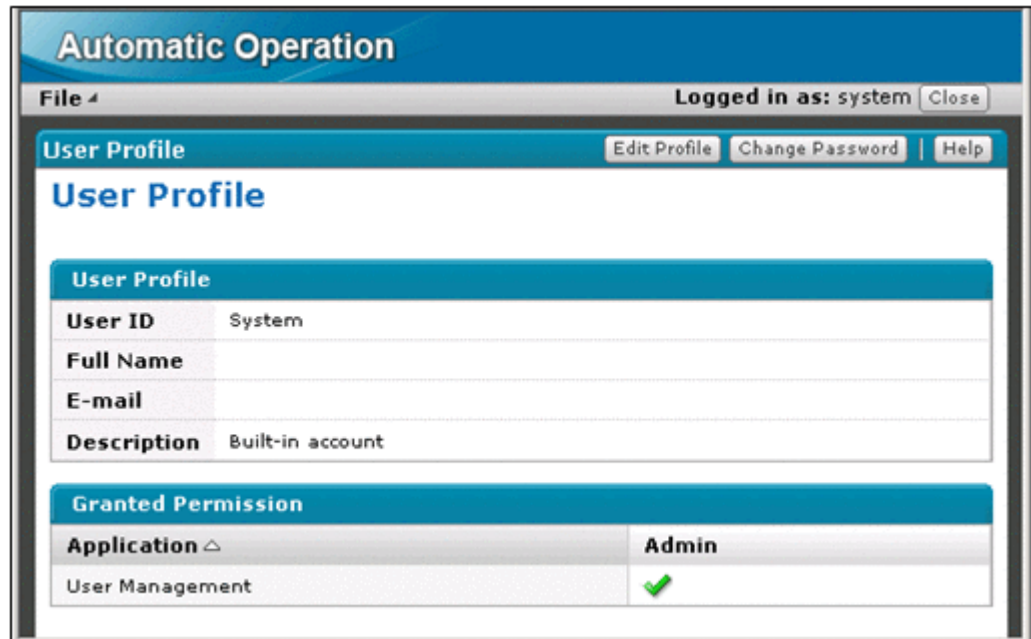 Automatic Operation
File Logged in as: system Close
User Profile Edit Profile Change Password | Help
User Profile
User Profile
User ID System
Full Name
E-mail
Description Built-in account
Granted Permission
Application Admin
User Management